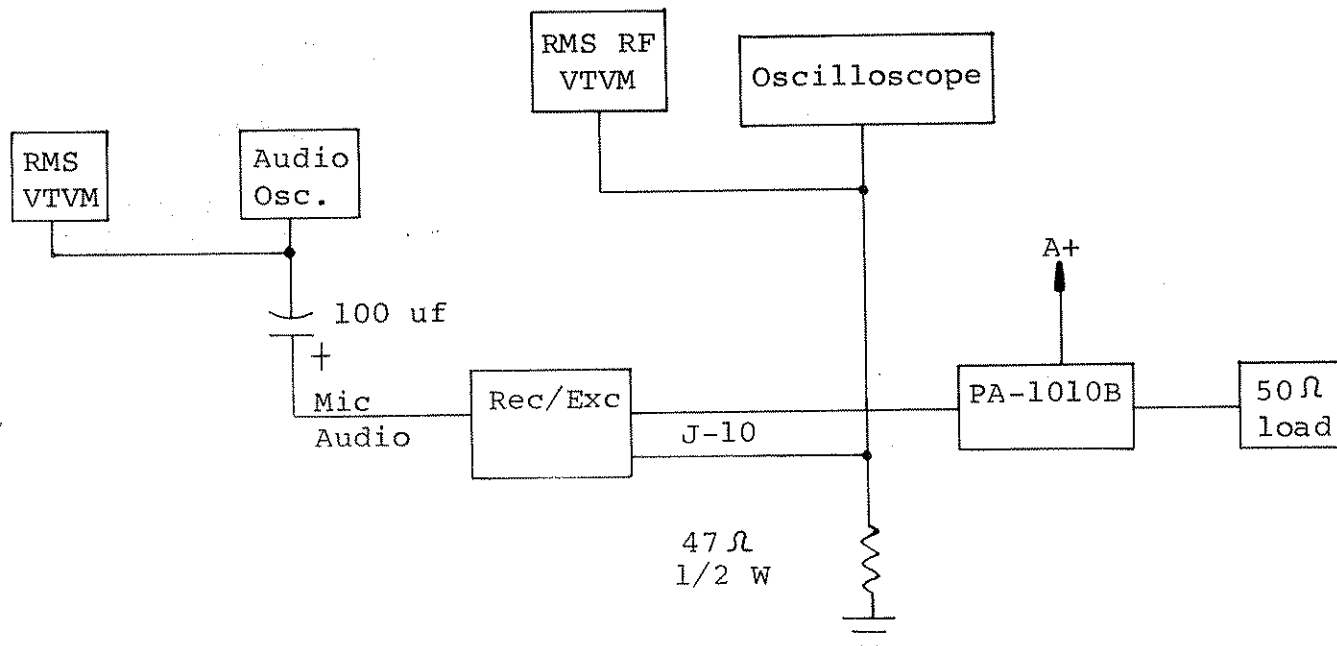 RMS RF
VTVM
Oscilloscope
RMS
VTVM
Audio
Osc.
A+
100 uf
+
Mic
Audio
Rec/Exc
J-10
PA-1010B
50Ω
load
47Ω
1/2 W